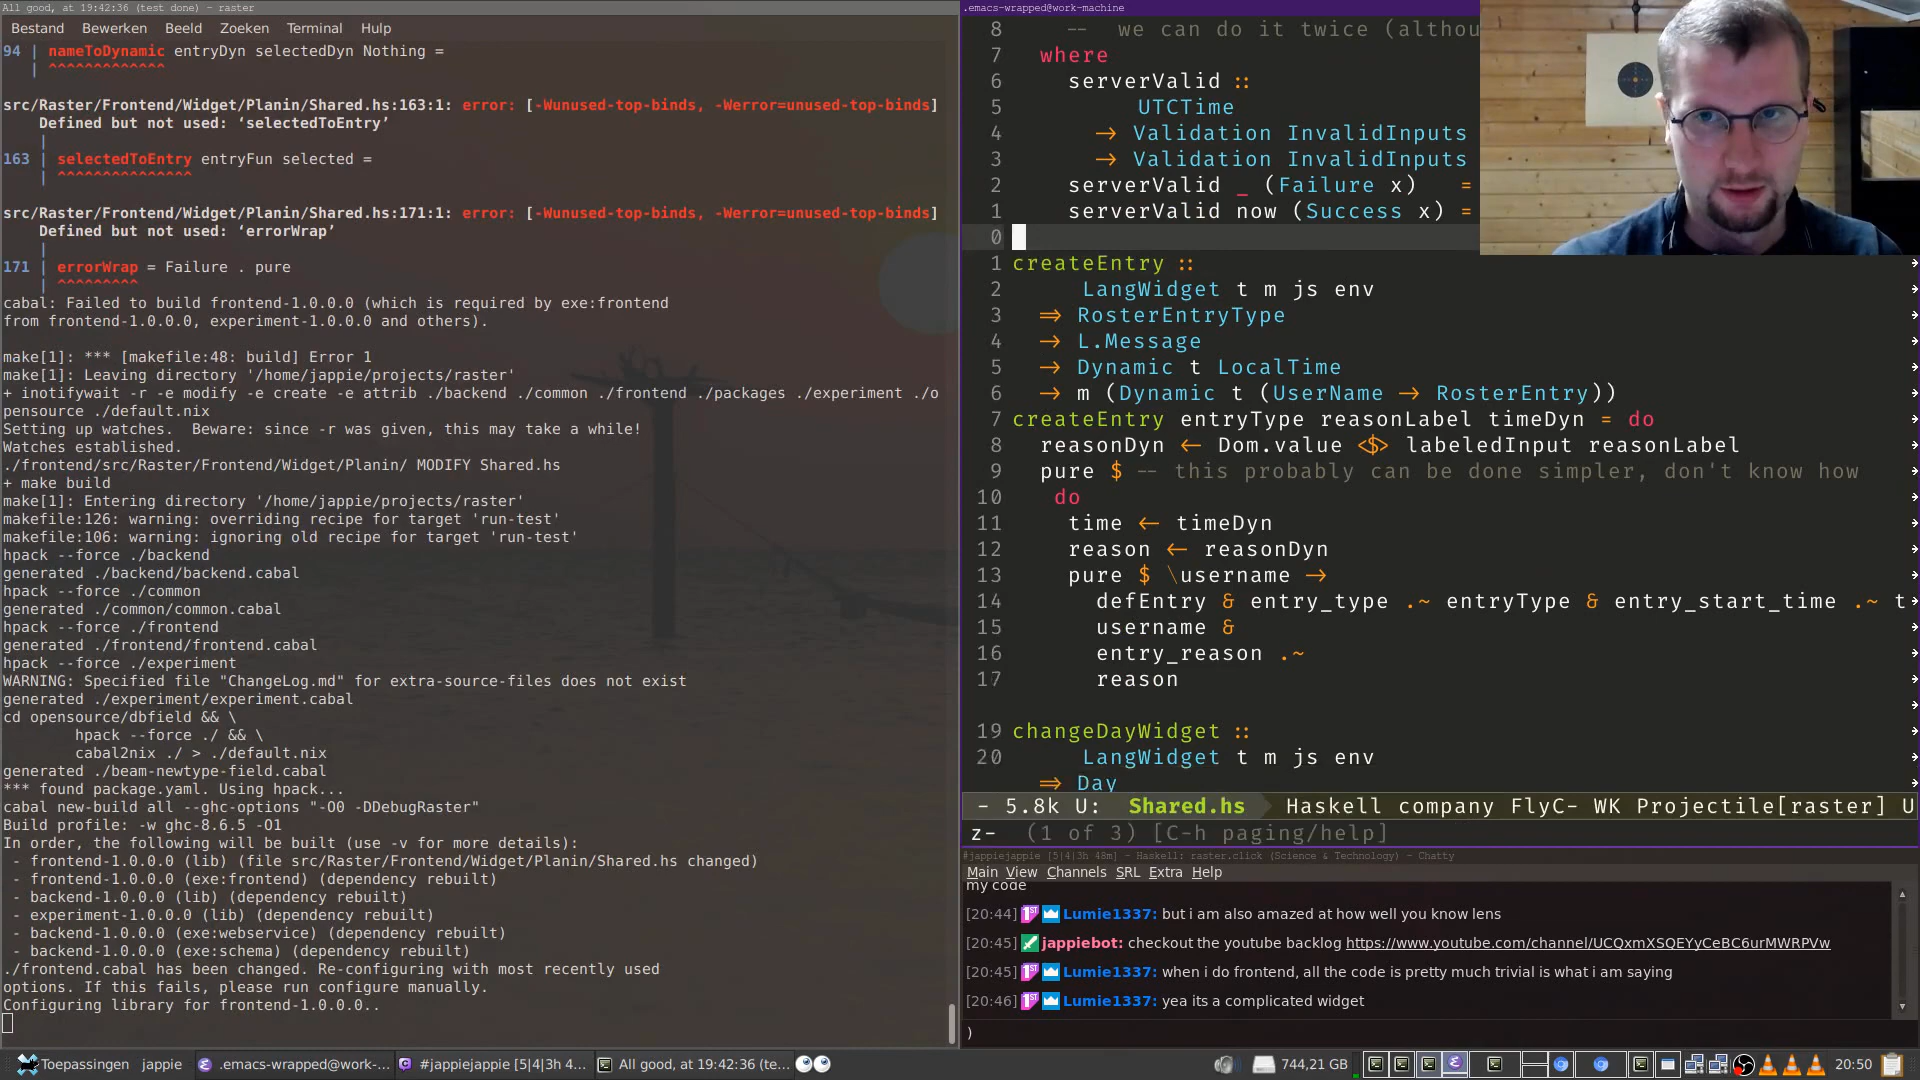 All good, at 19:42:36 (test done) - raster
Bestand Bewerken Beeld Zoeken Terminal Hulp
94 | nameToDynamic entryDyn selectedDyn Nothing =
| ^^^^^^^^^^^^^
src/Raster/Frontend/Widget/Planin/Shared.hs:163:1: error: [-Wunused-top-binds, -Werror=unused-top-binds]
Defined but not used: ‘selectedToEntry’
|
163 | selectedToEntry entryFun selected =
| ^^^^^^^^^^^^^^^
src/Raster/Frontend/Widget/Planin/Shared.hs:171:1: error: [-Wunused-top-binds, -Werror=unused-top-binds]
Defined but not used: ‘errorWrap’
|
171 | errorWrap = Failure . pure
| ^^^^^^^^^
cabal: Failed to build frontend-1.0.0.0 (which is required by exe:frontend
from frontend-1.0.0.0, experiment-1.0.0.0 and others).
make[1]: *** [makefile:48: build] Error 1
make[1]: Leaving directory '/home/jappie/projects/raster'
+ inotifywait -r -e modify -e create -e attrib ./backend ./common ./frontend ./packages ./experiment ./o
pensource ./default.nix
Setting up watches.  Beware: since -r was given, this may take a while!
Watches established.
./frontend/src/Raster/Frontend/Widget/Planin/ MODIFY Shared.hs
+ make build
make[1]: Entering directory '/home/jappie/projects/raster'
makefile:126: warning: overriding recipe for target 'run-test'
makefile:106: warning: ignoring old recipe for target 'run-test'
hpack --force ./backend
generated ./backend/backend.cabal
hpack --force ./common
generated ./common/common.cabal
hpack --force ./frontend
generated ./frontend/frontend.cabal
hpack --force ./experiment
WARNING: Specified file "ChangeLog.md" for extra-source-files does not exist
generated ./experiment/experiment.cabal
cd opensource/dbfield && \
hpack --force ./ && \
cabal2nix ./ > ./default.nix
generated ./beam-newtype-field.cabal
*** found package.yaml. Using hpack...
cabal new-build all --ghc-options "-O0 -DDebugRaster"
Build profile: -w ghc-8.6.5 -O1
In order, the following will be built (use -v for more details):
- frontend-1.0.0.0 (lib) (file src/Raster/Frontend/Widget/Planin/Shared.hs changed)
- frontend-1.0.0.0 (exe:frontend) (dependency rebuilt)
- backend-1.0.0.0 (lib) (dependency rebuilt)
- experiment-1.0.0.0 (lib) (dependency rebuilt)
- backend-1.0.0.0 (exe:webservice) (dependency rebuilt)
- backend-1.0.0.0 (exe:schema) (dependency rebuilt)
./frontend.cabal has been changed. Re-configuring with most recently used
options. If this fails, please run configure manually.
Configuring library for frontend-1.0.0.0..
.emacs-wrapped@work-machine
8 -- we can do it twice (althou
7 where
6 serverValid ::
5 UTCTime
4 → Validation InvalidInputs
3 → Validation InvalidInputs
2 serverValid _ (Failure x) =
1 serverValid now (Success x) =
0
1 createEntry ::
2 LangWidget t m js env
3 ⇒ RosterEntryType
4 → L.Message
5 → Dynamic t LocalTime
6 → m (Dynamic t (UserName → RosterEntry))
7 createEntry entryType reasonLabel timeDyn = do
8 reasonDyn ← Dom.value <$> labeledInput reasonLabel
9 pure $ -- this probably can be done simpler, don't know how
10 do
11 time ← timeDyn
12 reason ← reasonDyn
13 pure $ \username →
14 defEntry & entry_type .~ entryType & entry_start_time .~ t
15 username &
16 entry_reason .~
17 reason
19 changeDayWidget ::
20 LangWidget t m js env
⇒ Day
- 5.8k U: Shared.hs Haskell company FlyC- WK Projectile[raster] U
z- (1 of 3) [C-h paging/help]
#jappiejappie [5|4|3h 48m] - Haskell: raster.click (Science & Technology) - Chatty
Main View Channels SRL Extra Help
my code
[20:44] 1ST Lumie1337: but i am also amazed at how well you know lens
[20:45] jappiebot: checkout the youtube backlog https://www.youtube.com/channel/UCQxmXSQEYyCeBC6urMWRPVw
[20:45] 1ST Lumie1337: when i do frontend, all the code is pretty much trivial is what i am saying
[20:46] 1ST Lumie1337: yea its a complicated widget
)
Toepassingen jappie .emacs-wrapped@work-... #jappiejappie [5|4|3h 4... All good, at 19:42:36 (te... 744,21 GB 20:50